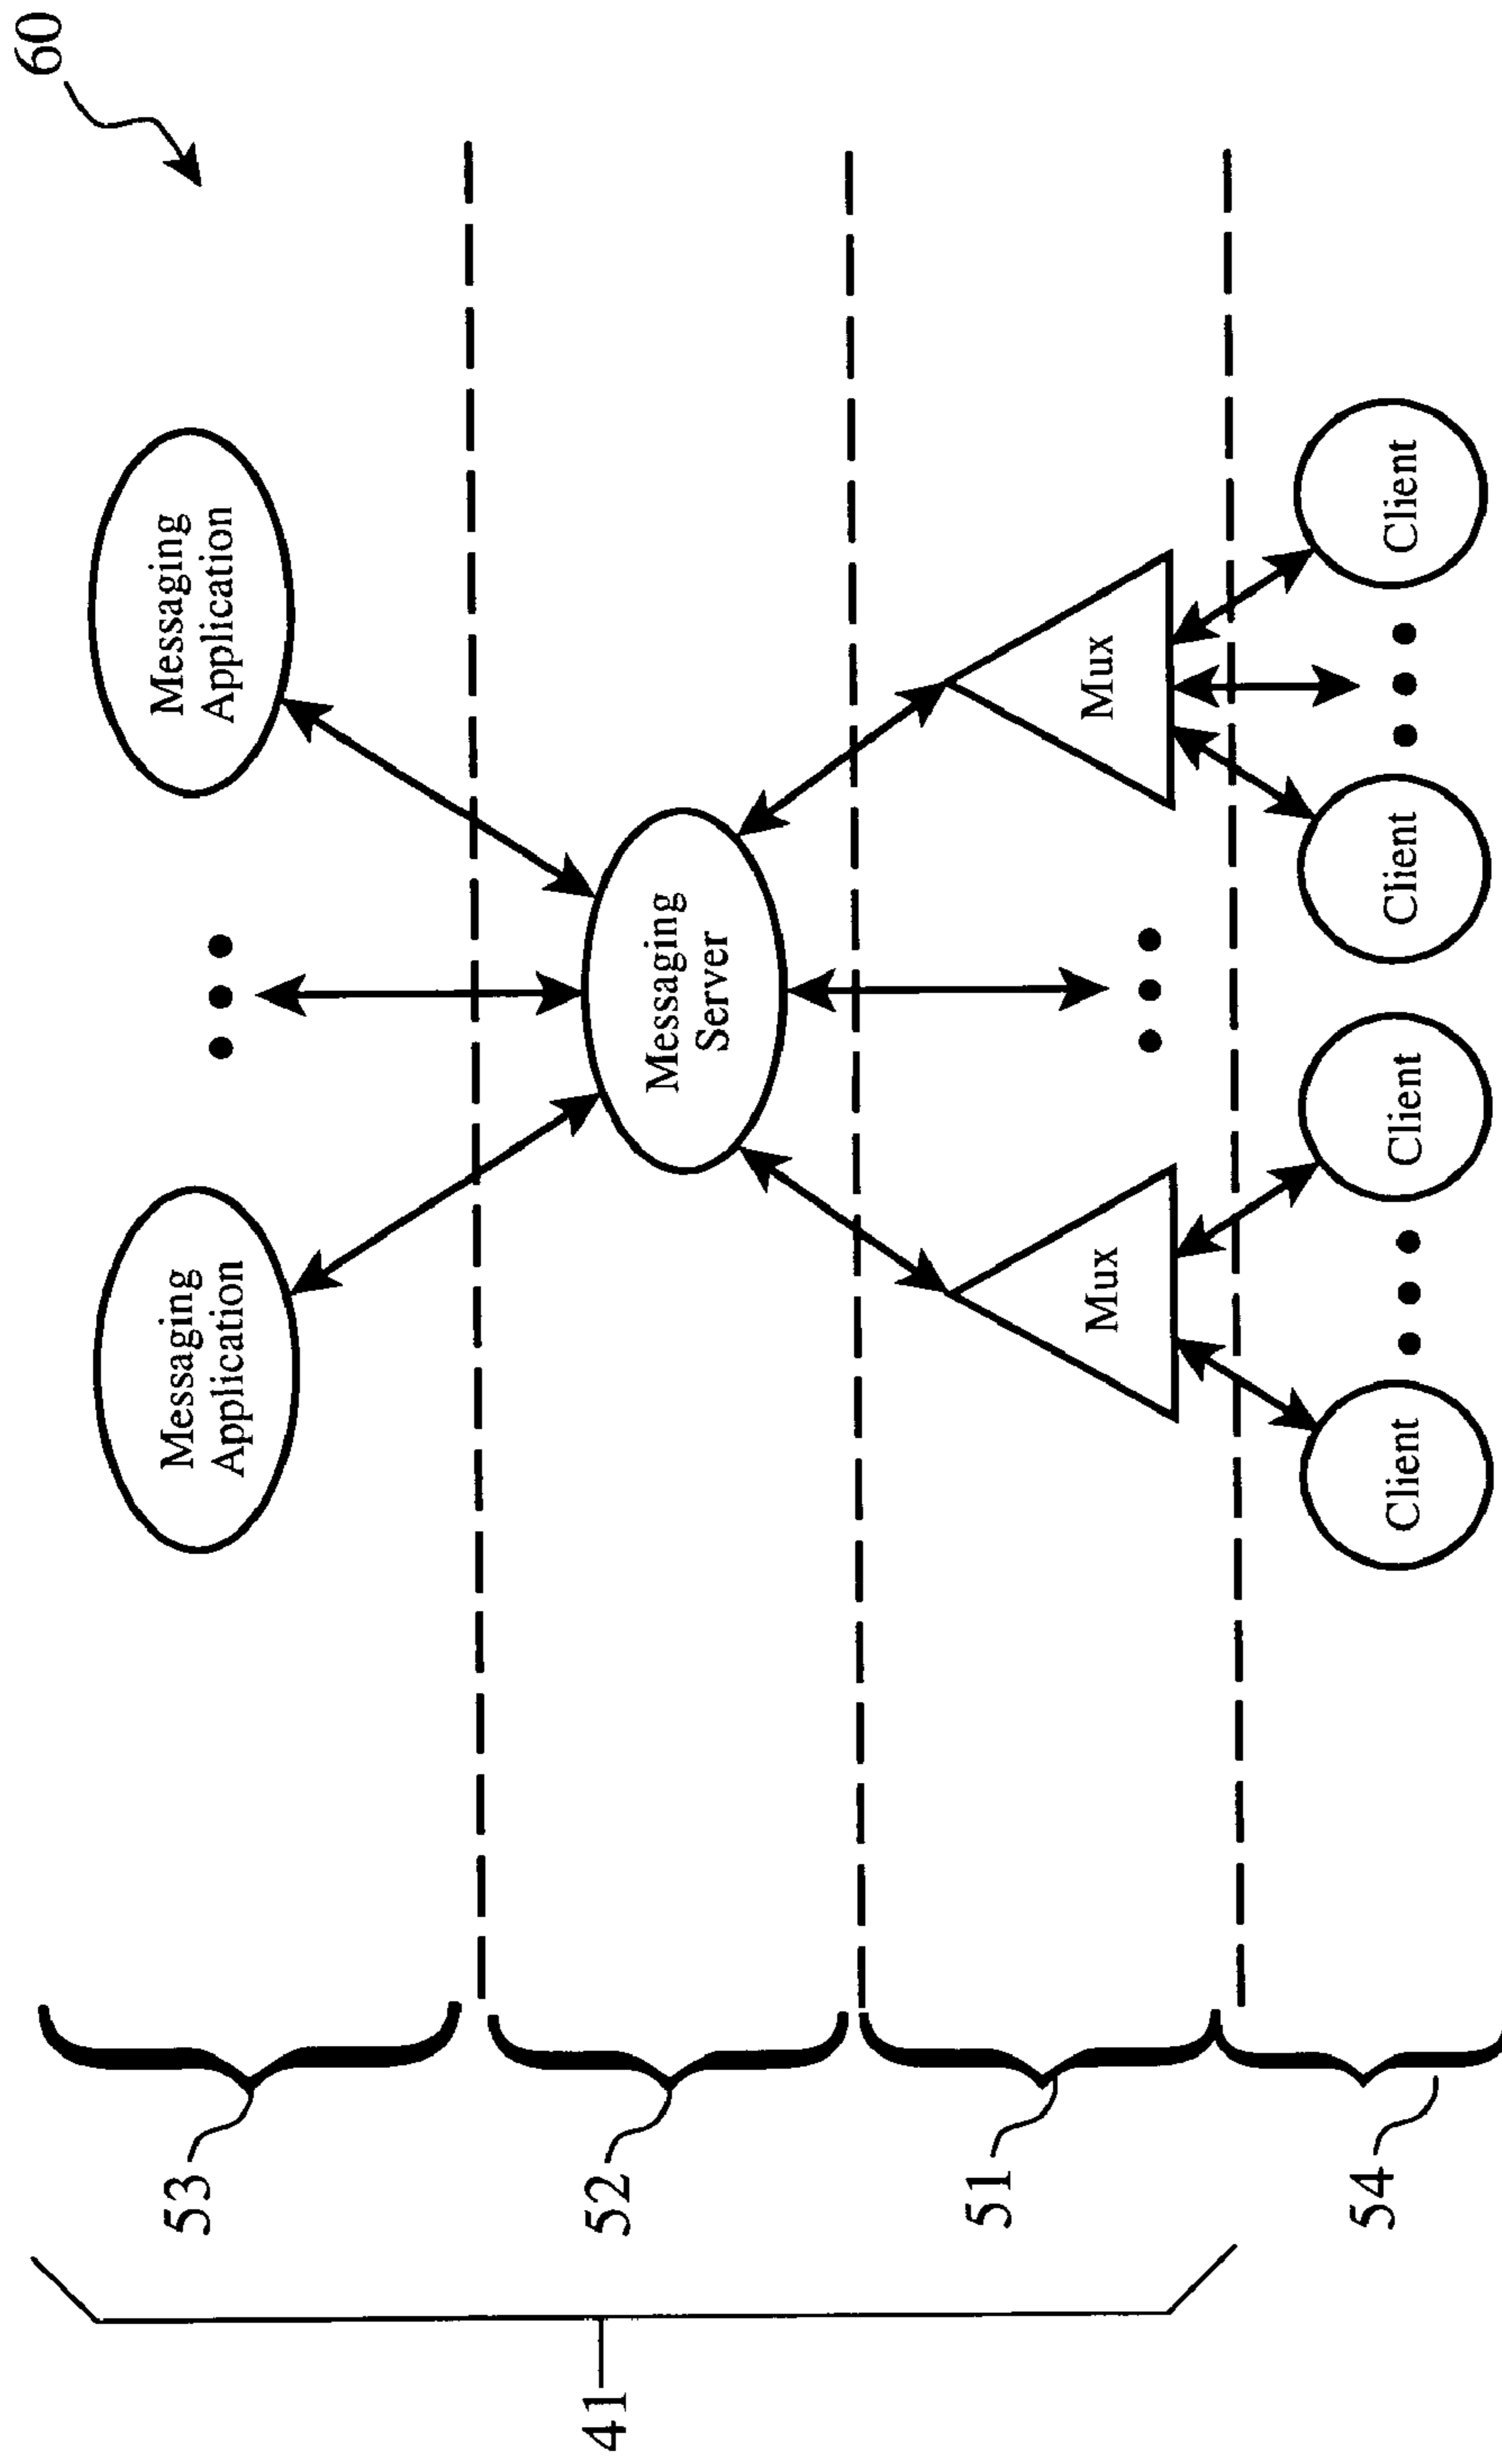 60
Messaging
Application
Messaging
Application
53
Messaging
Server
52
Mux
Mux
51
Client
Client
Client
Client
54
41